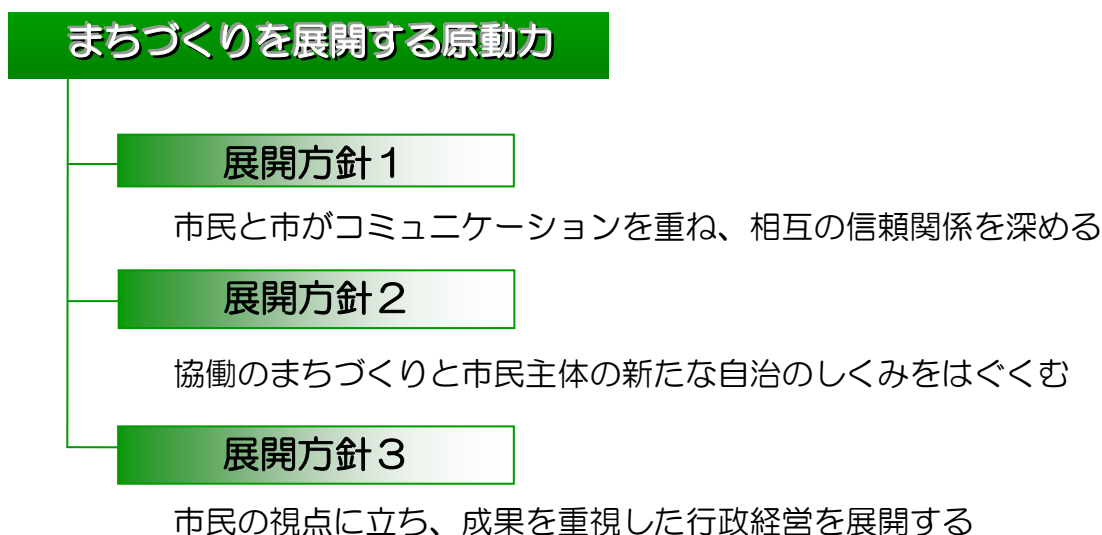 まちづくりを展開する原動力
展開方針１
市民と市がコミュニケーションを重ね、相互の信頼関係を深める
展開方針２
協働のまちづくりと市民主体の新たな自治のしくみをはぐくむ
展開方針３
市民の視点に立ち、成果を重視した行政経営を展開する